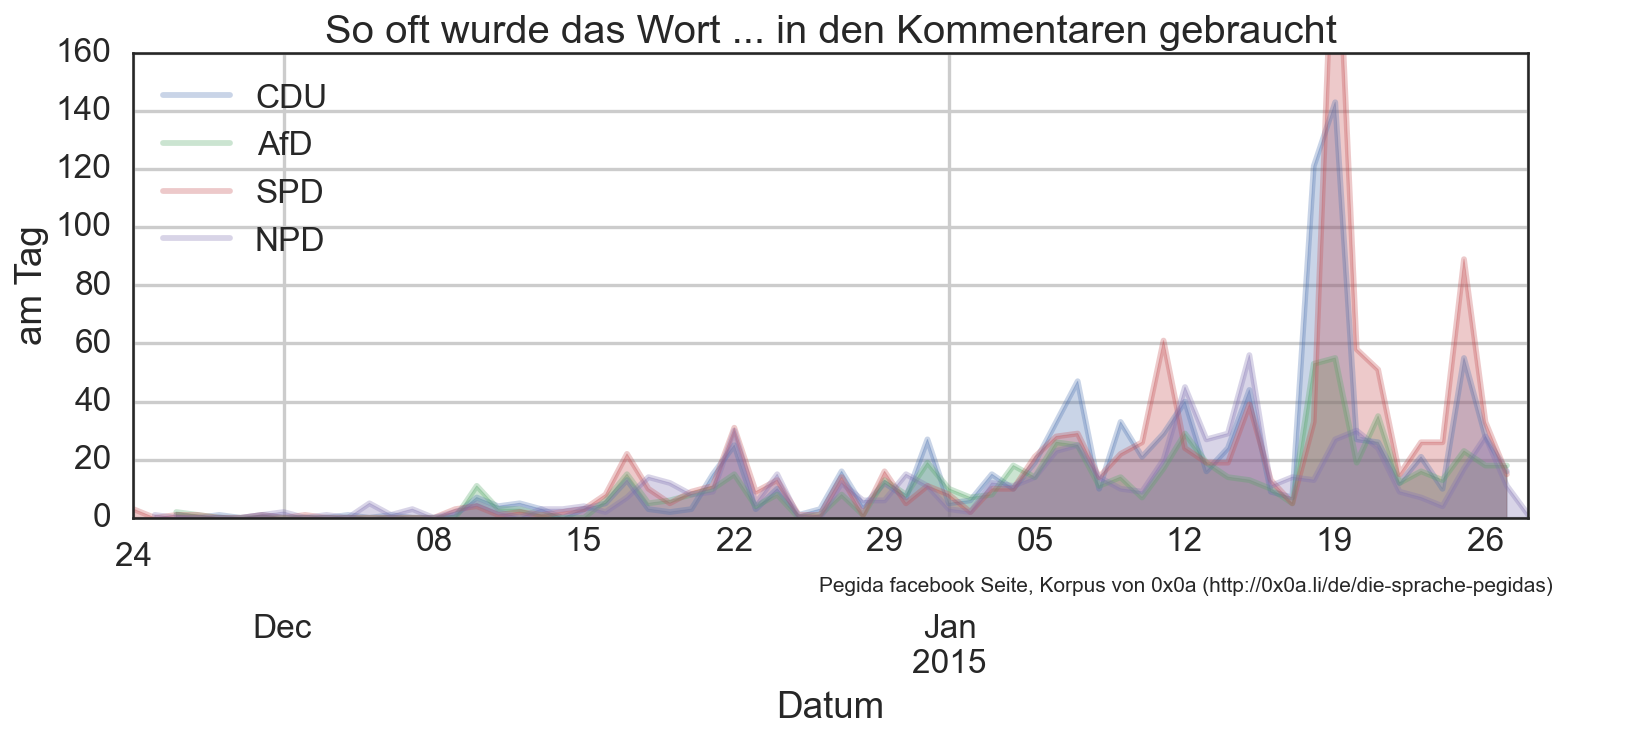 So oft wurde das Wort ... in den Kommentaren gebraucht
160
140
120
100
80
60
40
20
0
am Tag
CDU
AfD
SPD
NPD
24 08 15 22 29 05 12 19 26
Pegida facebook Seite, Korpus von 0x0a (http://0x0a.li/de/die-sprache-pegidas)
Dec Jan
2015
Datum